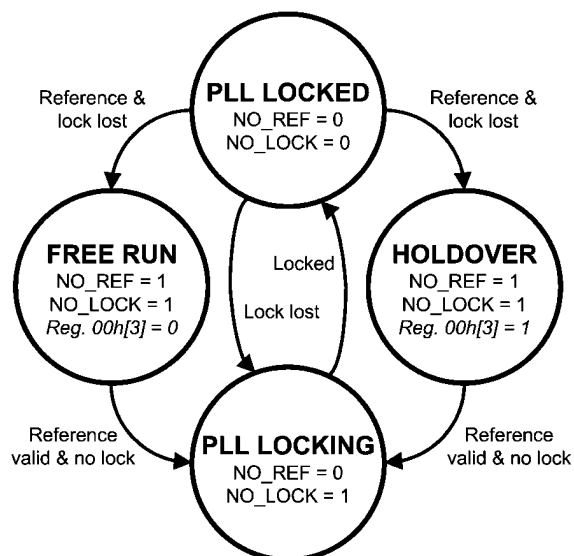 PLL LOCKED
NO_REF = 0
NO_LOCK = 0
Reference &
lock lost
Reference &
lock lost
FREE RUN
NO_REF = 1
NO_LOCK = 1
Reg. 00h[3] = 0
Locked
Lock lost
HOLDOVER
NO_REF = 1
NO_LOCK = 1
Reg. 00h[3] = 1
Reference
valid & no lock
PLL LOCKING
NO_REF = 0
NO_LOCK = 1
Reference
valid & no lock